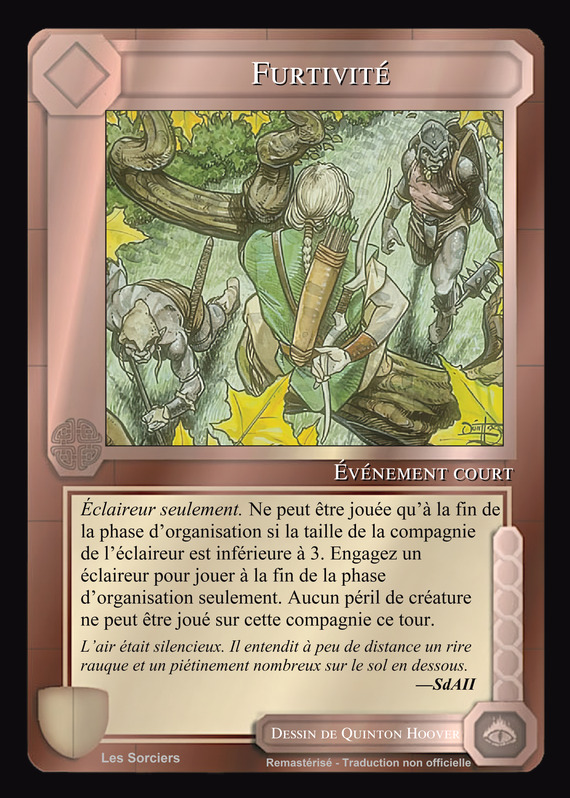 Furtivité
Événement court
Éclaireur seulement. Ne peut être jouée qu'à la fin de
la phase d'organisation si la taille de la compagnie
de l'éclaireur est inférieure à 3. Engagez un
éclaireur pour jouer à la fin de la phase
d'organisation seulement. Aucun péril de créature
ne peut être joué sur cette compagnie ce tour.
L'air était silencieux. Il entendit à peu de distance un rire
rauque et un piétinement nombreux sur le sol en dessous.
—SdAII
Dessin de Quinton Hoover
Les Sorciers
Remastérisé - Traduction non officielle